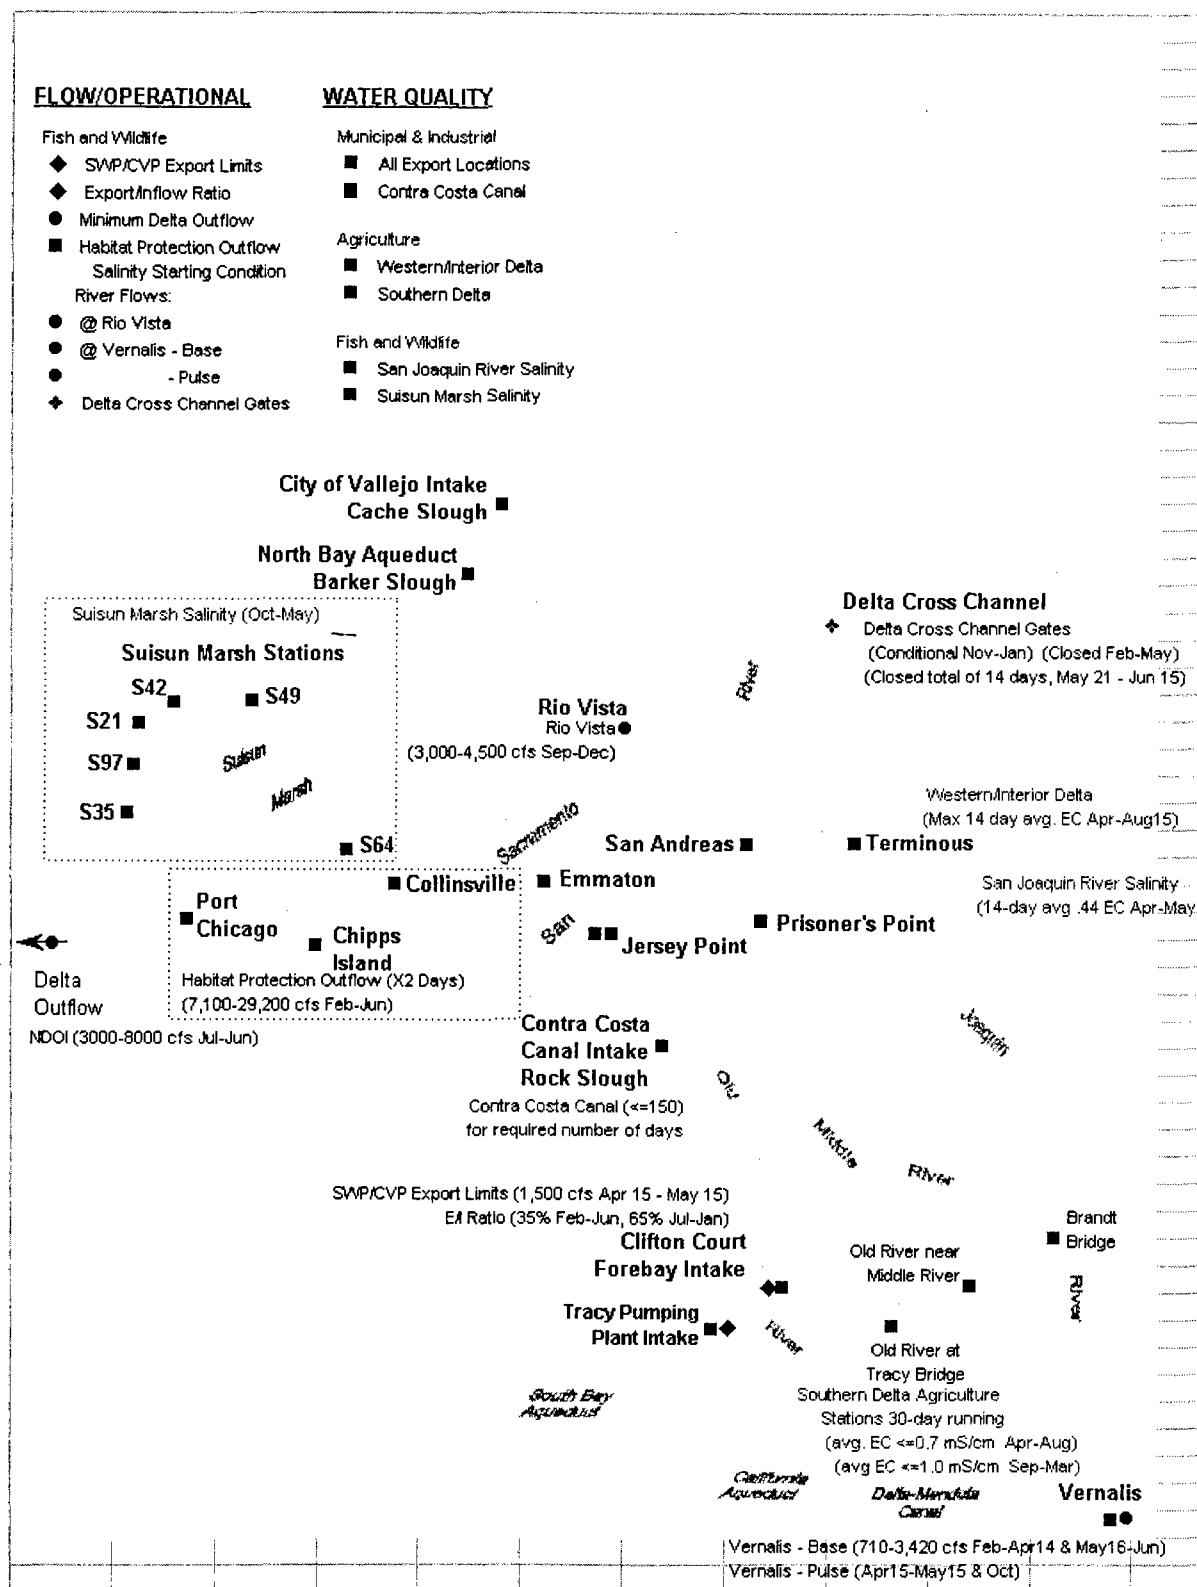 FLOW/OPERATIONAL
Fish and Wildlife
SWP/CVP Export Limits
Export/Inflow Ratio
Minimum Delta Outflow
Habitat Protection Outflow
Salinity Starting Condition
River Flows:
@ Rio Vista
@ Vernalis - Base
- Pulse
Delta Cross Channel Gates
WATER QUALITY
Municipal & Industrial
All Export Locations
Contra Costa Canal
Agriculture
Western/Interior Delta
Southern Delta
Fish and Wildlife
San Joaquin River Salinity
Suisun Marsh Salinity
City of Vallejo Intake
Cache Slough
North Bay Aqueduct
Barker Slough
Suisun Marsh Salinity (Oct-May)
Suisun Marsh Stations
S42
S49
S21
S97
S35
S64
Suisun
Marsh
Delta Cross Channel
Delta Cross Channel Gates
(Conditional Nov-Jan) (Closed Feb-May)
(Closed total of 14 days, May 21 - Jun 15)
River
Rio Vista
Rio Vista
(3,000-4,500 cfs Sep-Dec)
Sacramento
Western/Interior Delta
(Max 14 day avg. EC Apr-Aug15)
San Andreas
Terminous
Collinsville
Emmaton
San Joaquin River Salinity
(14-day avg .44 EC Apr-May
Port
Chicago
Chipps
Island
San
Jersey Point
Prisoner's Point
Delta
Outflow
NDOI (3000-8000 cfs Jul-Jun)
Habitat Protection Outflow (X2 Days)
(7,100-29,200 cfs Feb-Jun)
Joaquin
Contra Costa
Canal Intake
Rock Slough
Contra Costa Canal (<=150)
for required number of days
Old
Middle
River
SWP/CVP Export Limits (1,500 cfs Apr 15 - May 15)
E/I Ratio (35% Feb-Jun, 65% Jul-Jan)
Clifton Court
Forebay Intake
Brandt
Bridge
Old River near
Middle River
River
Tracy Pumping
Plant Intake
River
Old River at
Tracy Bridge
South Bay
Aqueduct
Southern Delta Agriculture
Stations 30-day running
(avg. EC <=0.7 mS/cm Apr-Aug)
(avg EC <=1.0 mS/cm Sep-Mar)
California
Aqueduct
Delta-Mendota
Canal
Vernalis
Vernalis - Base (710-3,420 cfs Feb-Apr14 & May16-Jun)
Vernalis - Pulse (Apr15-May15 & Oct)